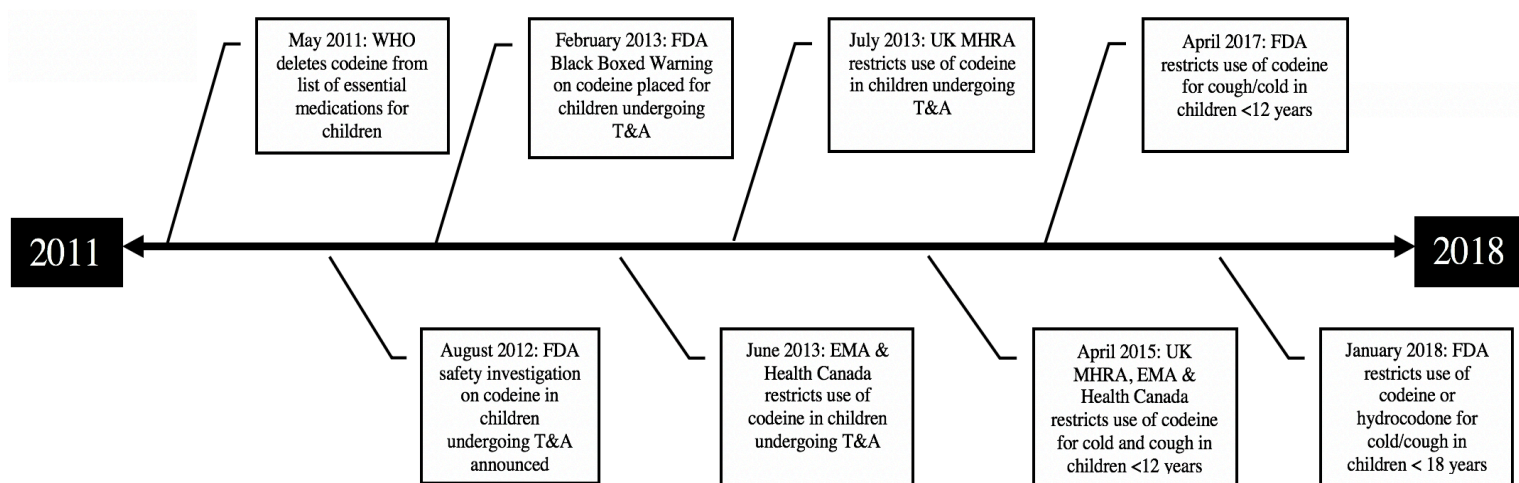 May 2011: WHO
deletes codeine from
list of essential
medications for
children
February 2013: FDA
Black Boxed Warning
on codeine placed for
children undergoing
T&A
July 2013: UK MHRA
restricts use of codeine
in children undergoing
T&A
April 2017: FDA
restricts use of codeine
for cough/cold in
children <12 years
2011
2018
August 2012: FDA
safety investigation
on codeine in
children
undergoing T&A
announced
June 2013: EMA &
Health Canada
restricts use of
codeine in children
undergoing T&A
April 2015: UK
MHRA, EMA &
Health Canada
restricts use of codeine
for cold and cough in
children <12 years
January 2018: FDA
restricts use of
codeine or
hydrocodone for
cold/cough in
children < 18 years